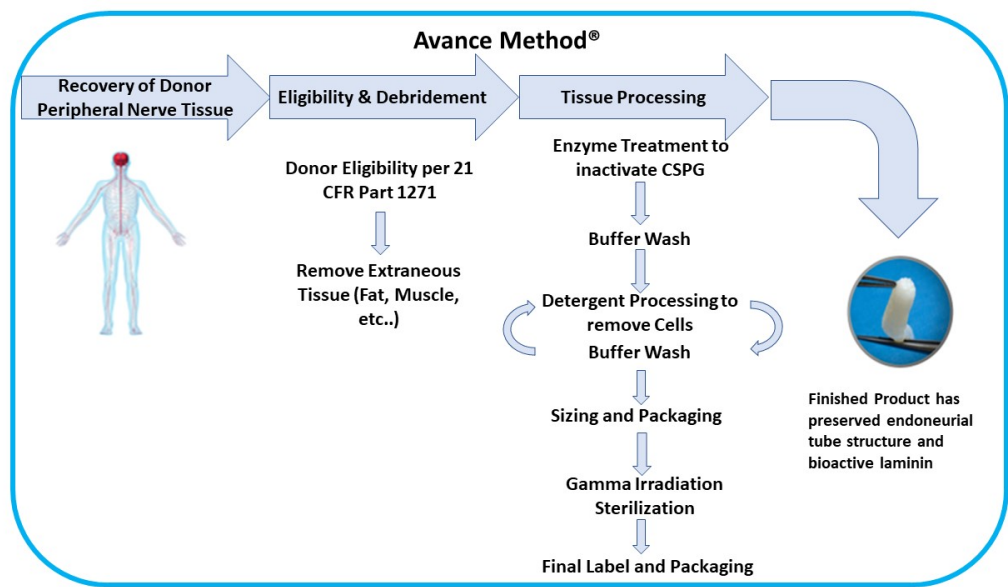 Avance Method®
Recovery of Donor
Peripheral Nerve Tissue
Eligibility & Debridement
Tissue Processing
Donor Eligibility per 21
CFR Part 1271
Remove Extraneous
Tissue (Fat, Muscle,
etc..)
Enzyme Treatment to
inactivate CSPG
Buffer Wash
Detergent Processing to
remove Cells
Buffer Wash
Sizing and Packaging
Gamma Irradiation
Sterilization
Final Label and Packaging
Finished Product has
preserved endoneurial
tube structure and
bioactive laminin